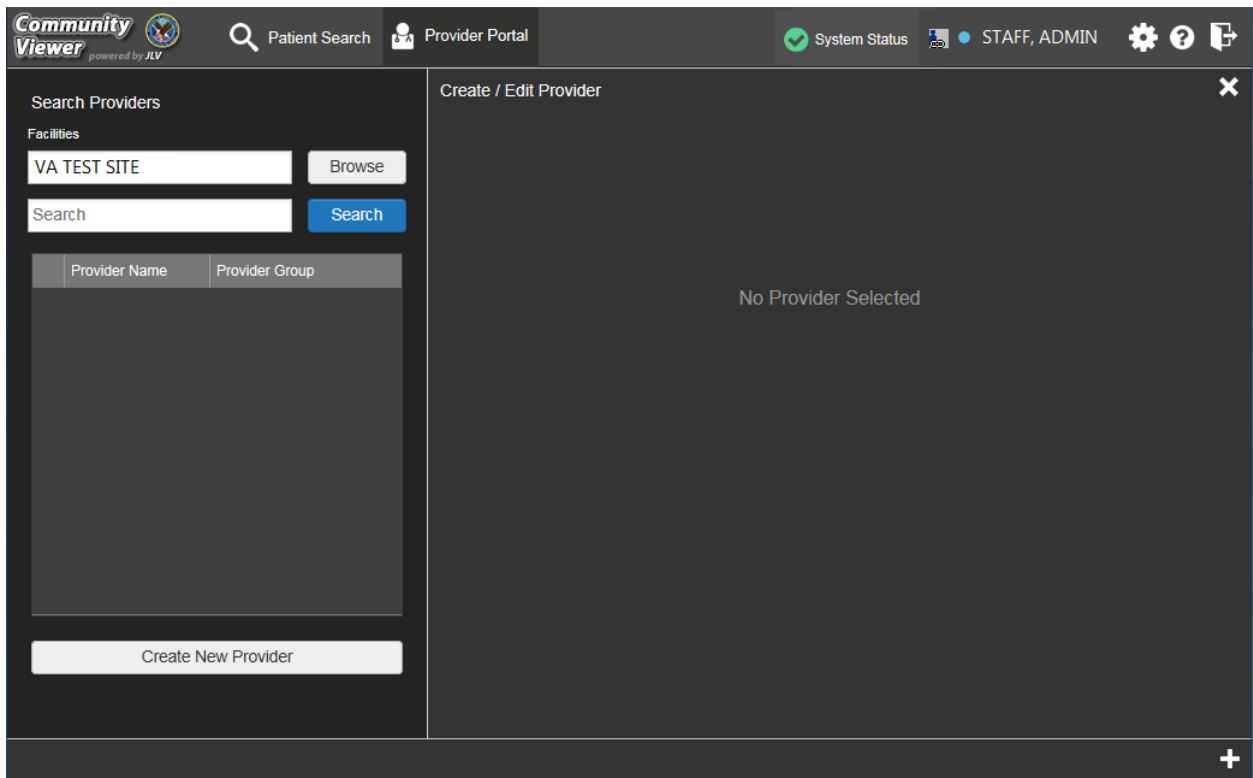 Community
Viewer powered by JLV
Patient Search
Provider Portal
System Status
STAFF, ADMIN
Search Providers
Facilities
VA TEST SITE
Browse
Search
Search
Provider Name
Provider Group
Create New Provider
Create / Edit Provider
No Provider Selected